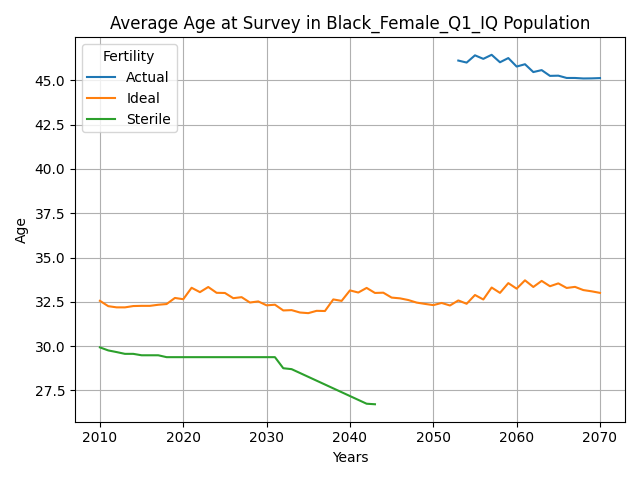 Average Age at Survey in Black_Female_Q1_IQ Population
Fertility
Actual
Ideal
Sterile
Age
45.0
42.5
40.0
37.5
35.0
32.5
30.0
27.5
2010 2020 2030 2040 2050 2060 2070
Years